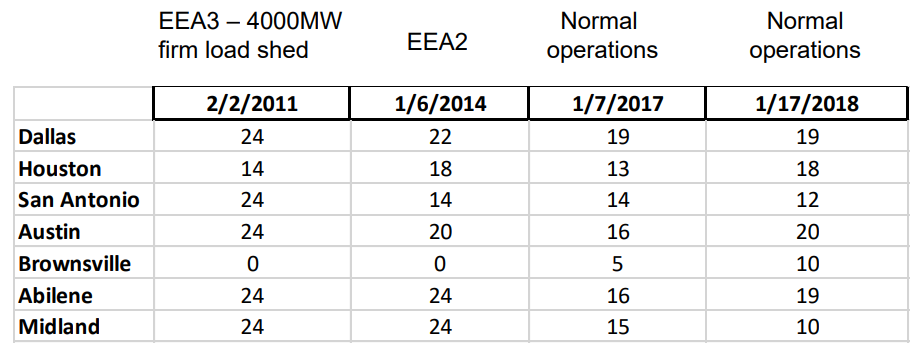 EEA3 – 4000MW
firm load shed
EEA2
Normal
operations
Normal
operations
2/2/2011 1/6/2014 1/7/2017 1/17/2018
Dallas 24 22 19 19
Houston 14 18 13 18
San Antonio 24 14 14 12
Austin 24 20 16 20
Brownsville 0 0 5 10
Abilene 24 24 16 19
Midland 24 24 15 10